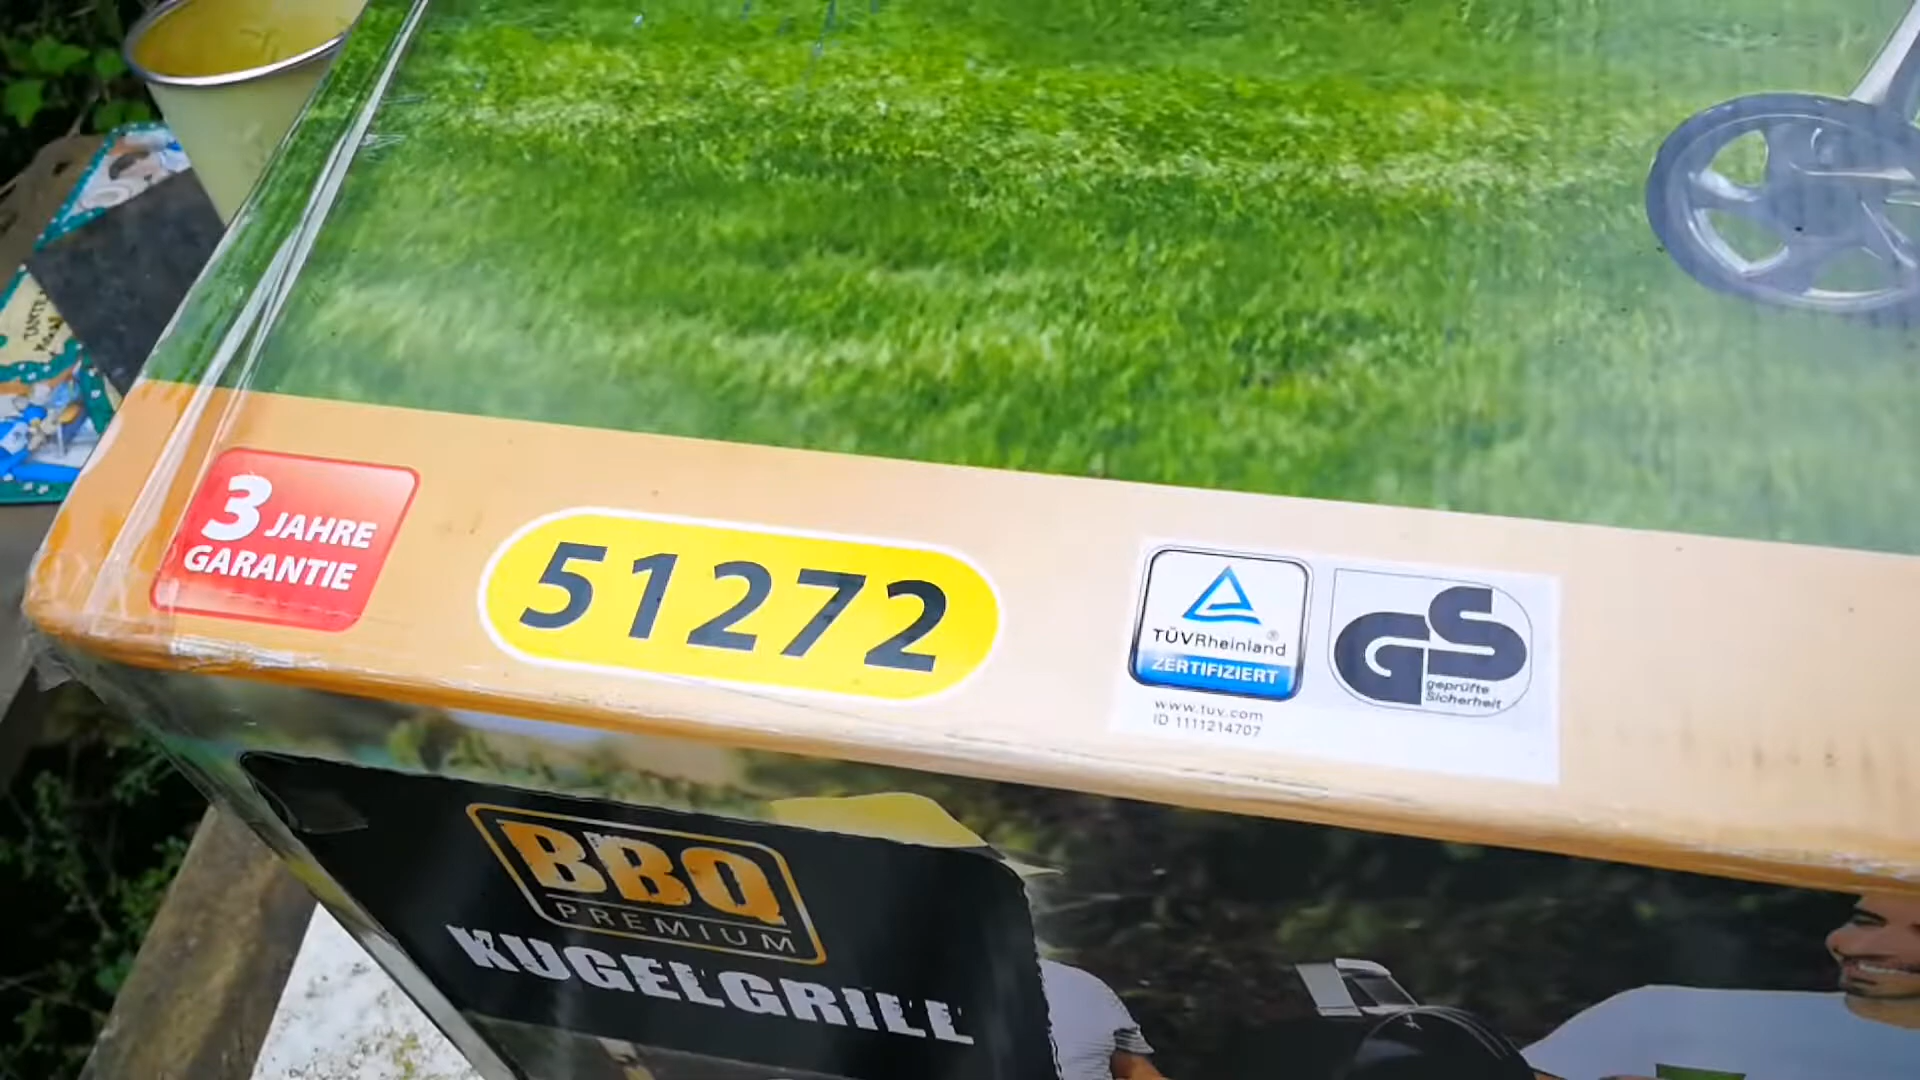 3 JAHRE
GARANTIE
51272
TÜVRheinland®
ZERTIFIZIERT
www.tuv.com
ID 1111214707
GS
geprüfte
Sicherheit
BBQ
PREMIUM
KUGELGRILL